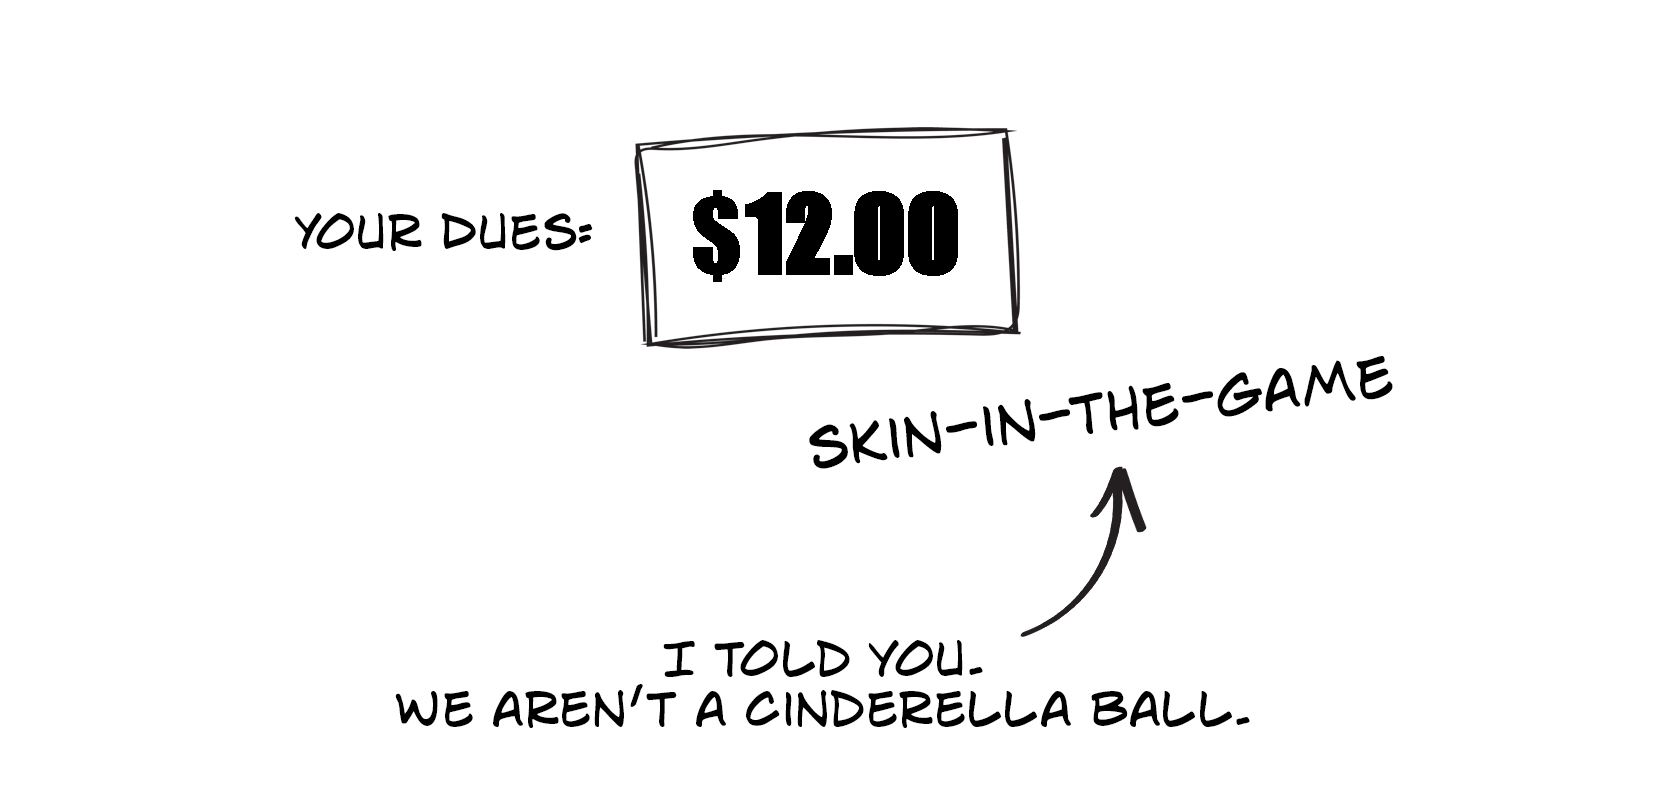 YOUR DUES:
$12.00
SKIN-IN-THE-GAME
I TOLD YOU.
WE AREN'T A CINDERELLA BALL.